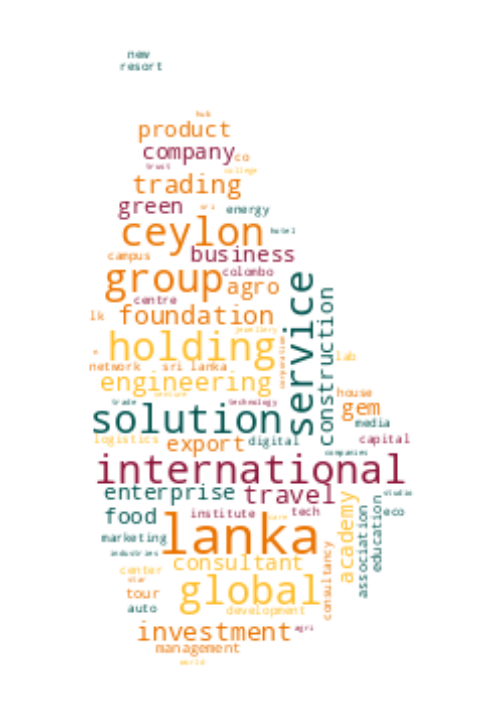 new
resort
hub
product
company co
trust
college
trading
green sri energy
ceylon hotel
campus business
group colombo
agro
centre
service
construction
lk foundation
jewellery
holding
corporation
lab
network sri lanka
engineering
venture
house
trade technology
gem
solution
media
logistics export digital capital
companies
international
enterprise travel studio
academy
association
education
food institute tech eco
lanka
marketing
industries
consultant
consultancy
center
star
global
tour
auto development
investment agri
management
world